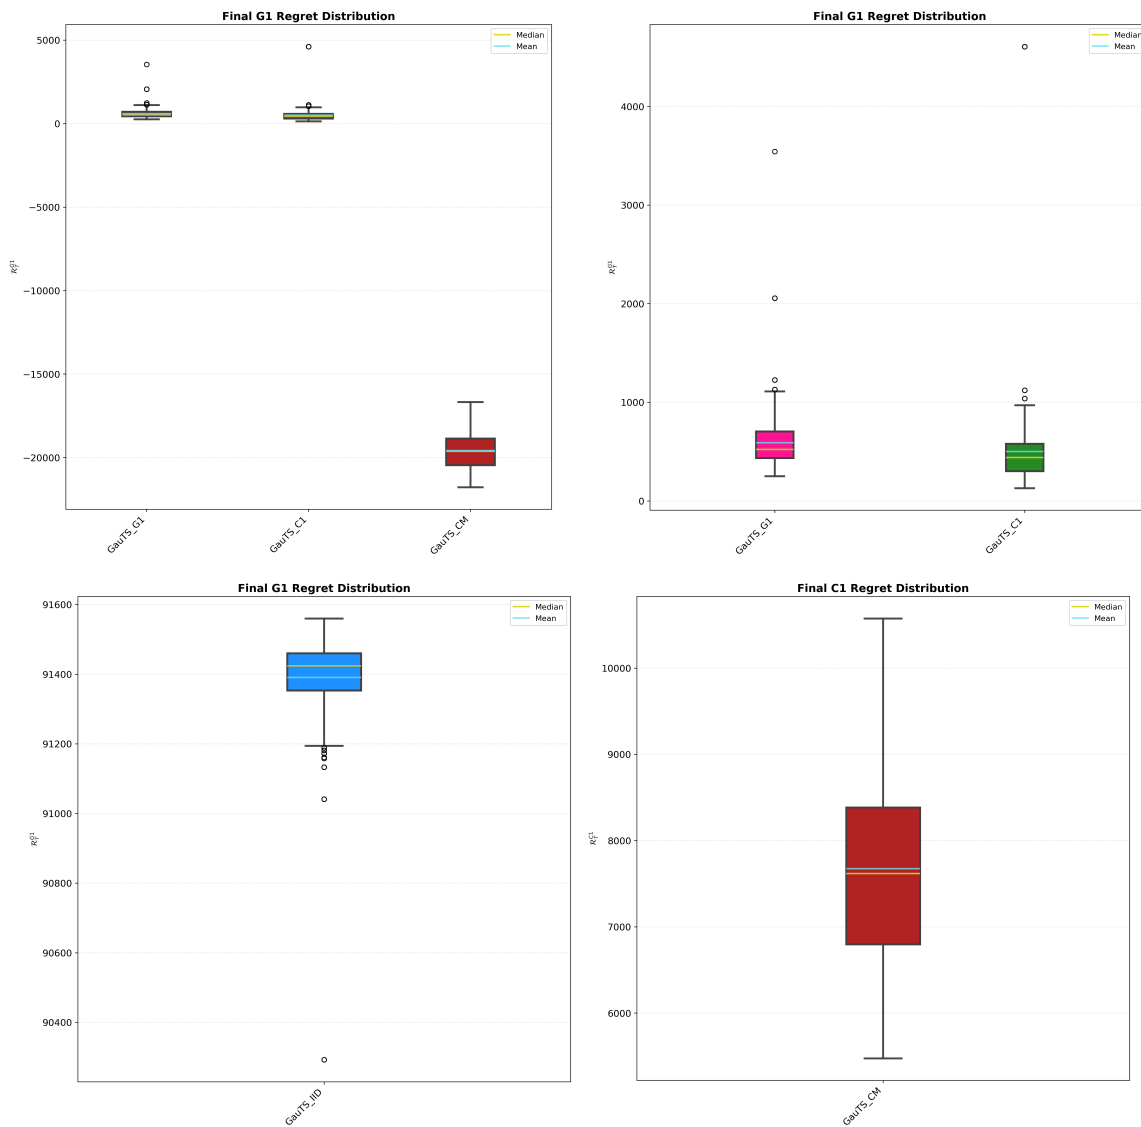 Final G1 Regret Distribution
Median
Mean
5000
0
−5000
−10000
−15000
−20000
GauTS_G1
GauTS_C1
GauTS_CM
Final G1 Regret Distribution
Median
Mean
4000
3000
2000
1000
0
GauTS_G1
GauTS_C1
Final G1 Regret Distribution
Median
Mean
91600
91400
91200
91000
90800
90600
90400
GauTS_IID
Final C1 Regret Distribution
Median
Mean
10000
9000
8000
7000
6000
GauTS_CM